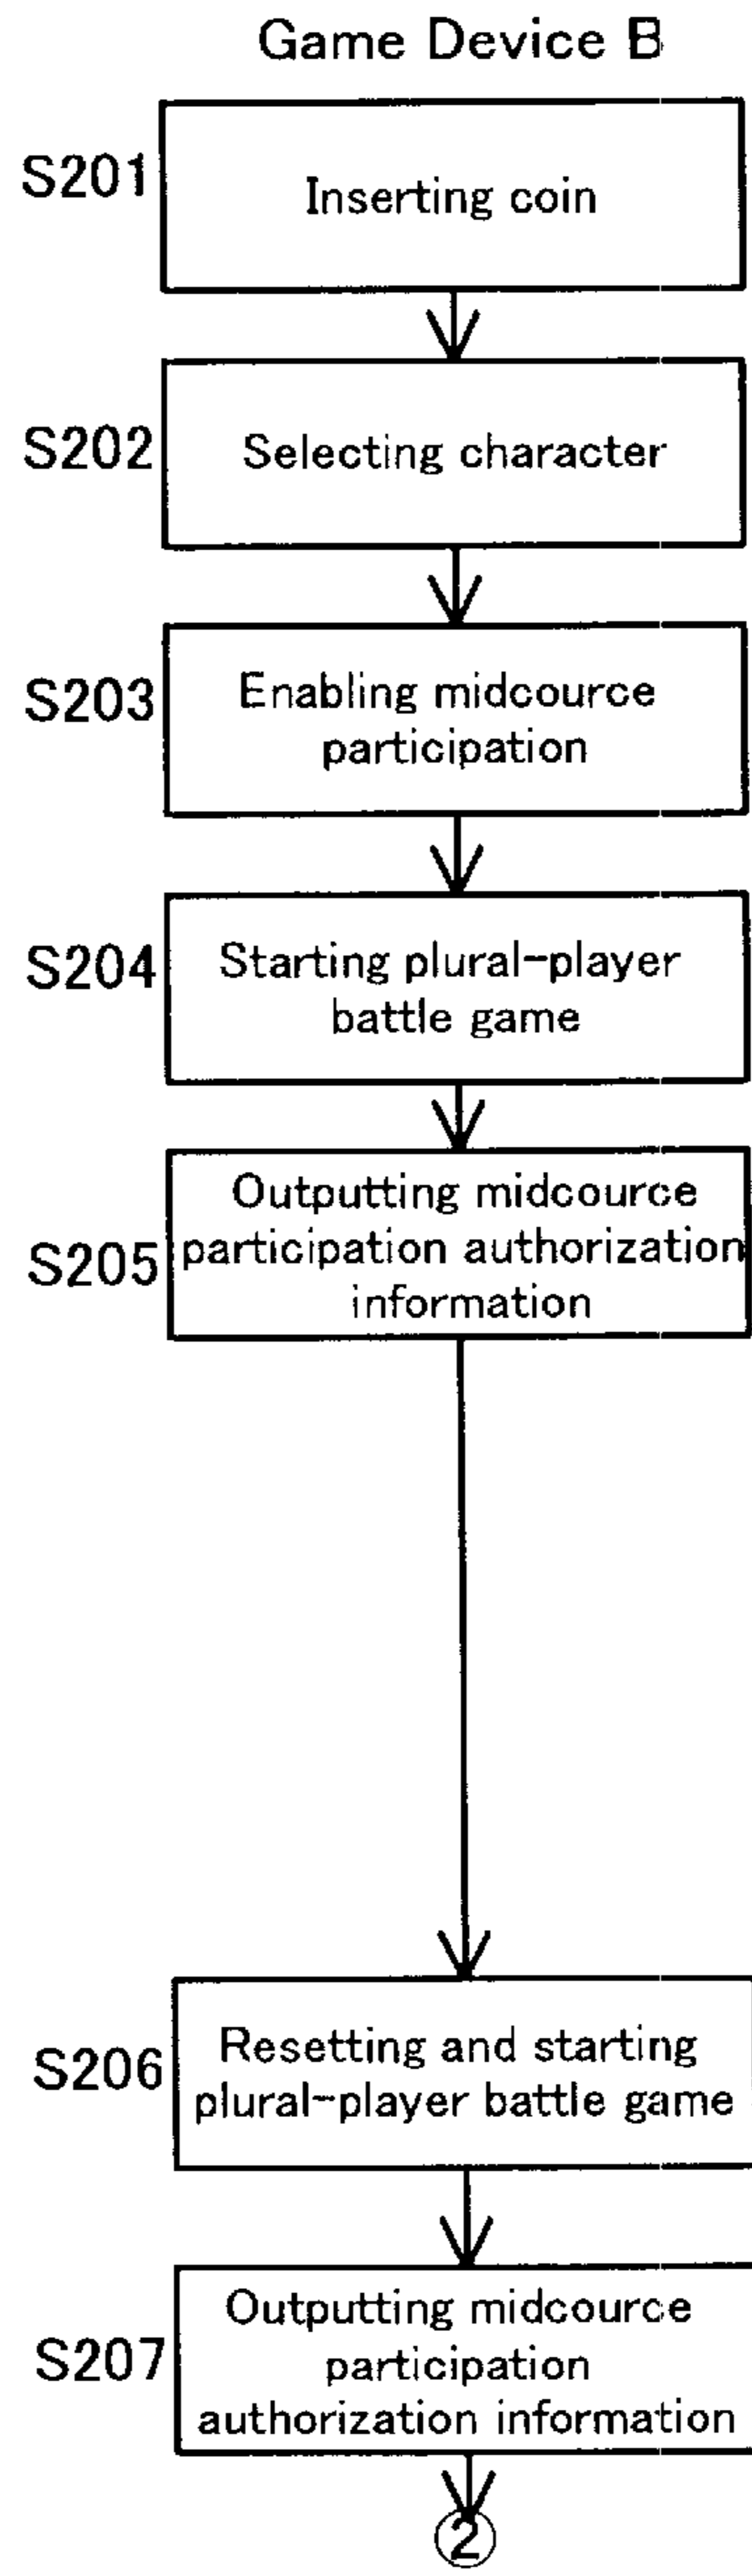 Game Device B
S201
Inserting coin
S202
Selecting character
S203
Enabling midcource
participation
S204
Starting plural-player
battle game
S205
Outputting midcource
participation authorization
information
S206
Resetting and starting
plural-player battle game
S207
Outputting midcource
participation
authorization information
2